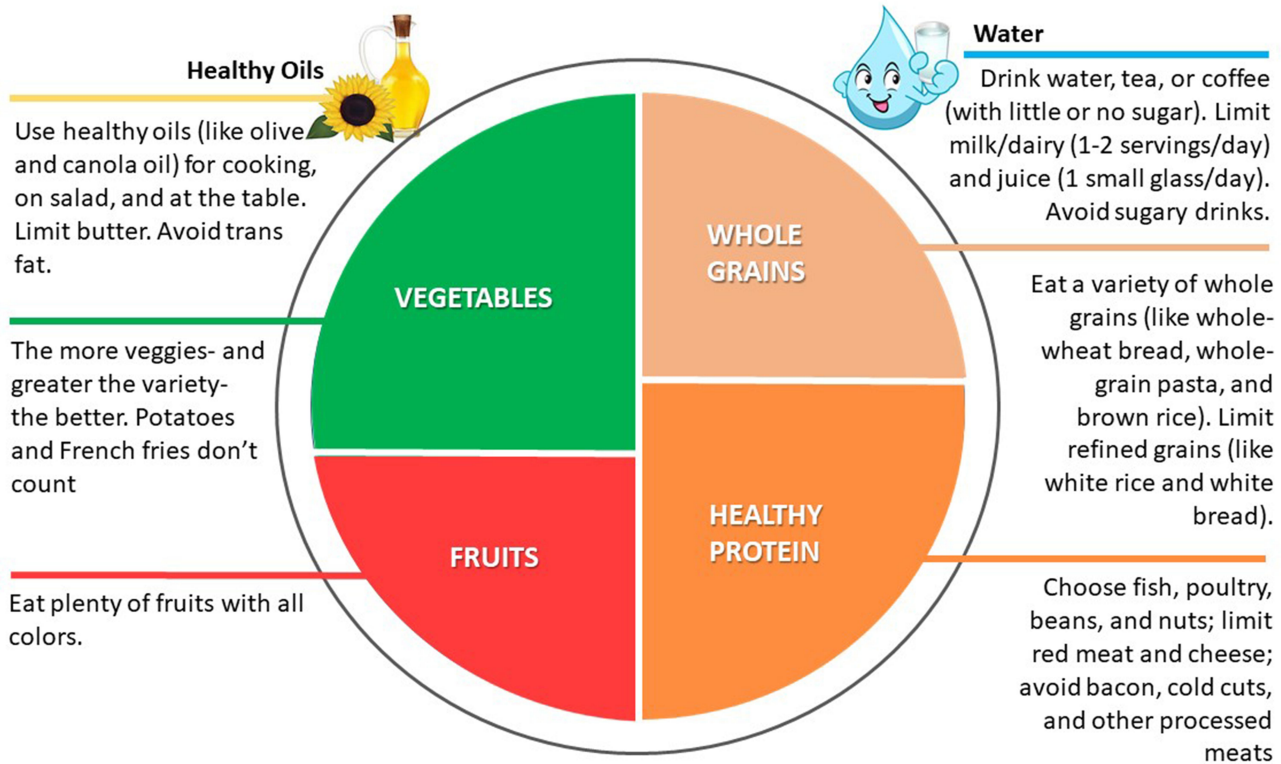 Healthy Oils
Use healthy oils (like olive
and canola oil) for cooking,
on salad, and at the table.
Limit butter. Avoid trans
fat.
The more veggies- and
greater the variety-
the better. Potatoes
and French fries don't
count
Eat plenty of fruits with all
colors.
VEGETABLES
FRUITS
WHOLE
GRAINS
HEALTHY
PROTEIN
Water
Drink water, tea, or coffee
(with little or no sugar). Limit
milk/dairy (1-2 servings/day)
and juice (1 small glass/day).
Avoid sugary drinks.
Eat a variety of whole
grains (like whole-
wheat bread, whole-
grain pasta, and
brown rice). Limit
refined grains (like
white rice and white
bread).
Choose fish, poultry,
beans, and nuts; limit
red meat and cheese;
avoid bacon, cold cuts,
and other processed
meats